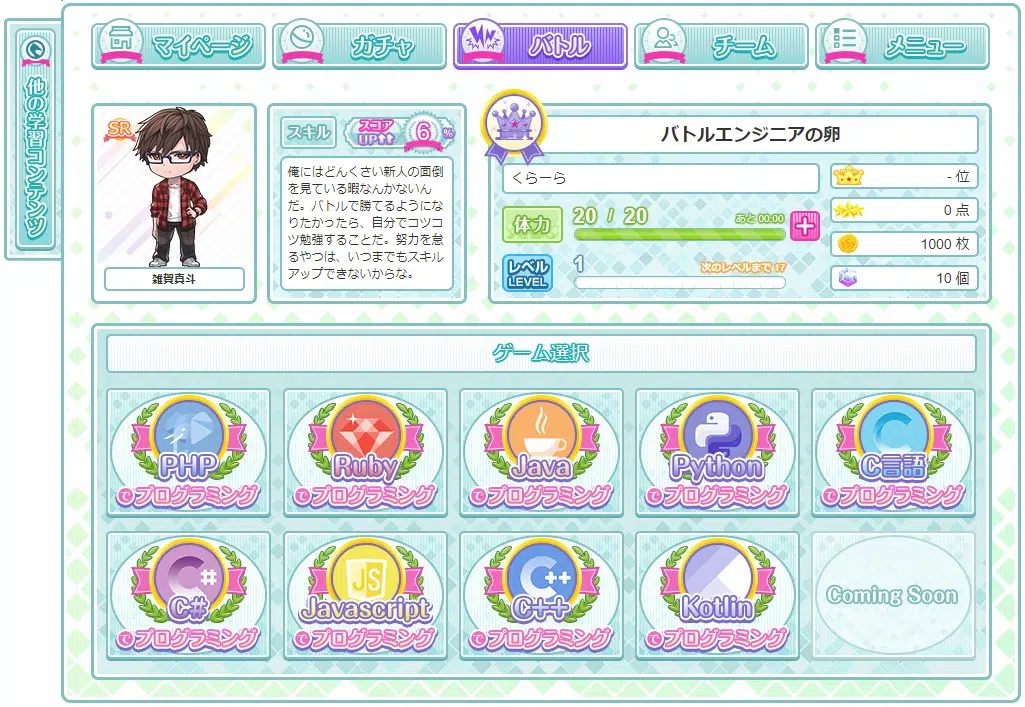 他の学習コンテンツ
マイページ
ガチャ
バトル
チーム
メニュー
SR
雑賀真斗
スキル
スコア
UP↑↑
6 %
俺にはどんくさい新人の面倒
を見ている暇なんかないん
だ。バトルで勝てるようにな
りたかったら、自分でコツコ
ツ勉強することだ。努力を怠
るやつは、いつまでもスキル
アップできないからな。
バトルエンジニアの卵
くらーら
- 位
体力
20 / 20
あと00:00
+
0 点
1000 枚
レベル
LEVEL
1
次のレベルまで 17
10 個
ゲーム選択
PHP
でプログラミング
Ruby
でプログラミング
Java
でプログラミング
Python
でプログラミング
C言語
でプログラミング
C#
C#
でプログラミング
JS
Javascript
でプログラミング
C++
C++
でプログラミング
Kotlin
でプログラミング
Coming Soon